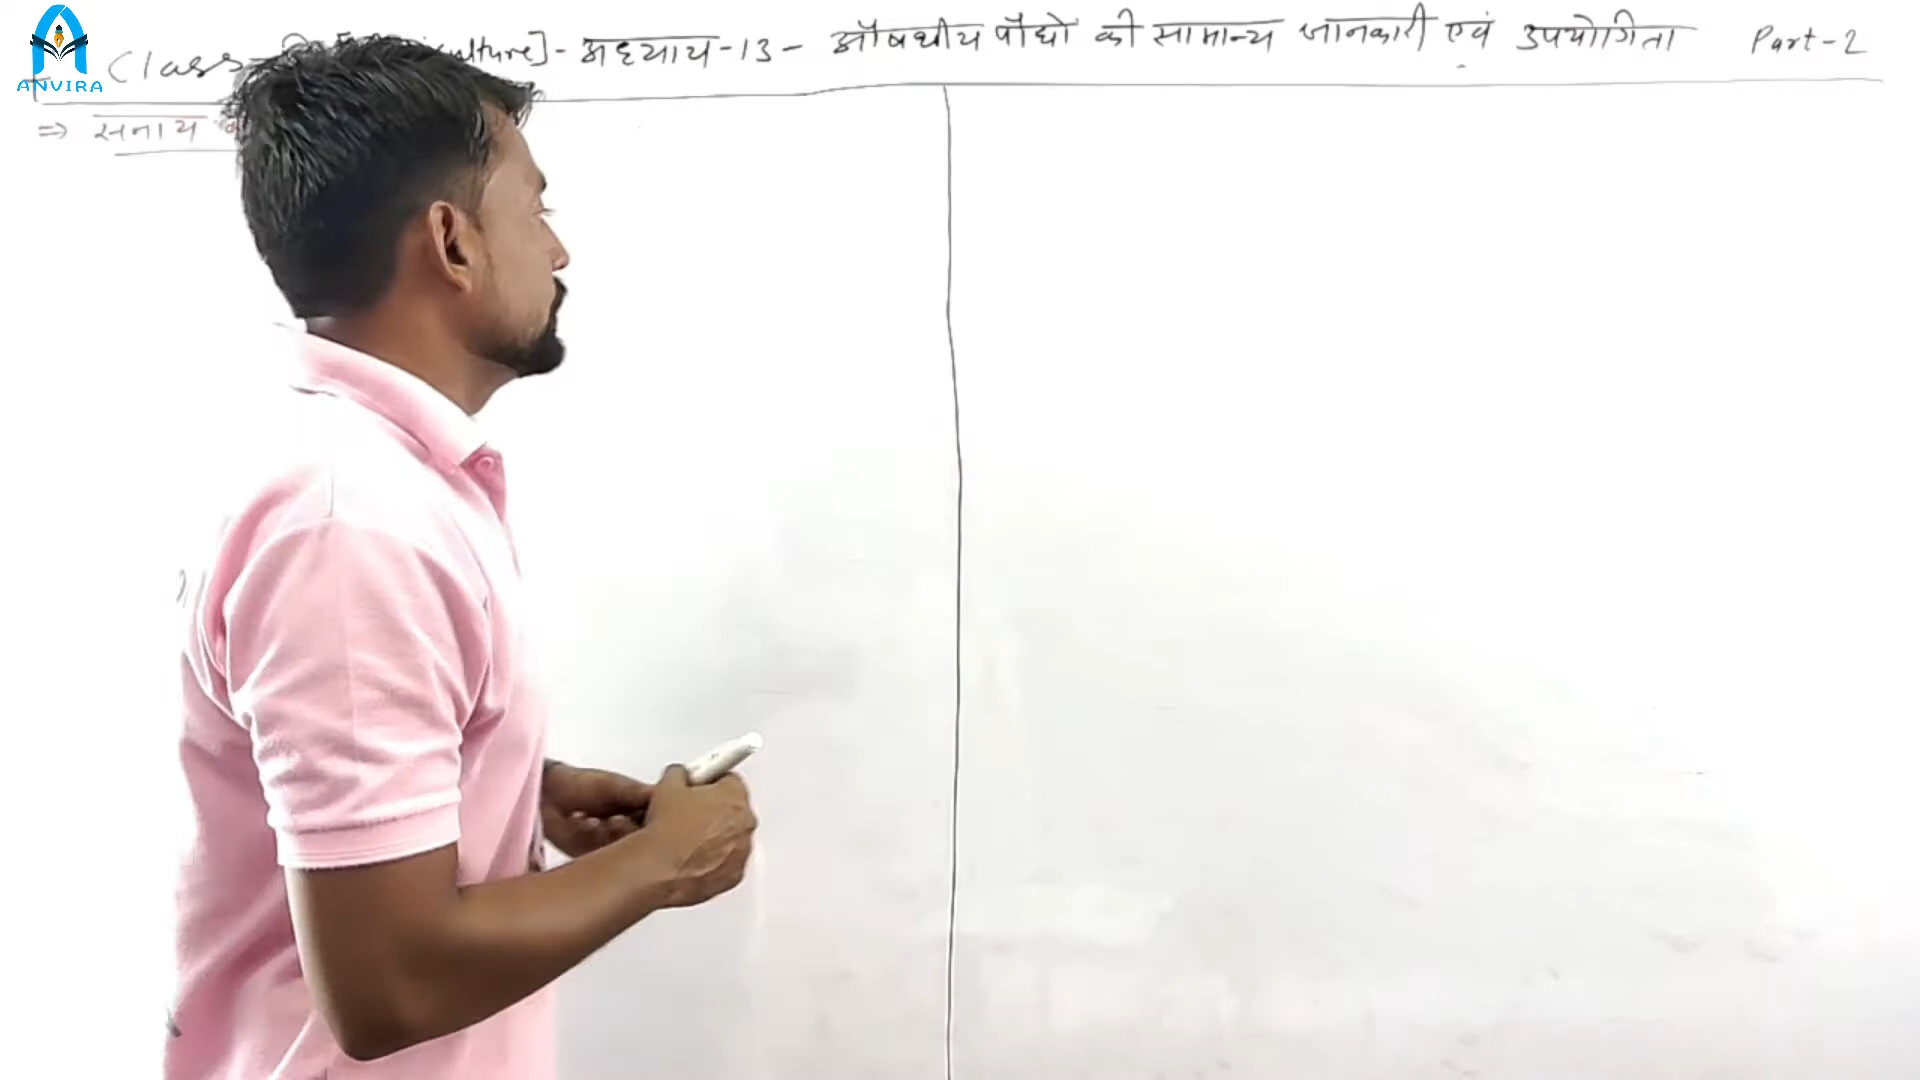 ANVIRA
Class culture] - अध्याय - 13 - औषधीय पौधों की सामान्य जानकारी एवं उपयोगिता Part - 2
⇒ सनाय